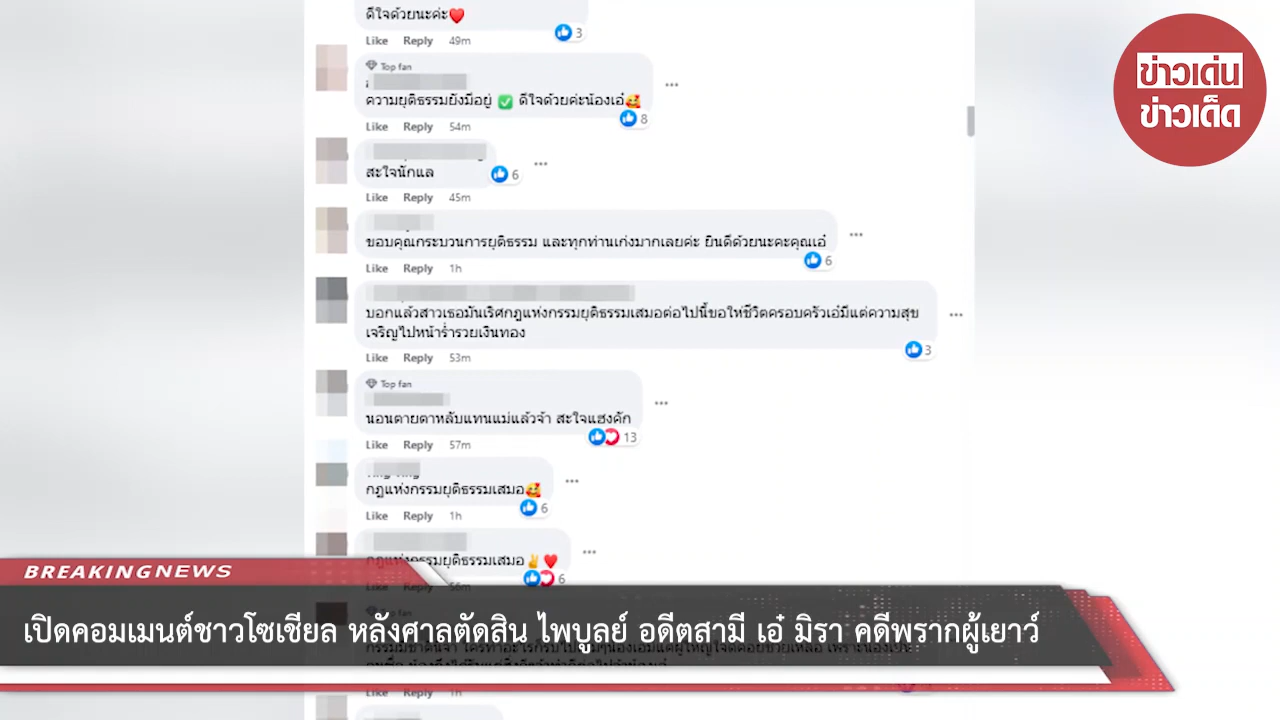 ดีใจด้วยนะค่ะ❤️
3
Like Reply 49m
Top fan
ความยุติธรรมยังมีอยู่ ✅ ดีใจด้วยค่ะน้องเอ๋🥰
8
Like Reply 54m
สะใจนักแล
6
Like Reply 45m
ขอบคุณกระบวนการยุติธรรม และทุกท่านเก่งมากเลยค่ะ ยินดีด้วยนะคะคุณเอ๋
6
Like Reply 1h
บอกแล้วสาวเธอมันเริศกฎแห่งกรรมยุติธรรมเสมอต่อไปนี้ขอให้ชีวิตครอบครัวเอ๋มีแต่ความสุข
เจริญไปหน้าร่ำรวยเงินทอง
3
Like Reply 53m
Top fan
นอนตายตาหลับแทนแม่แล้วจ้า สะใจแฮงคัก
13
Like Reply 57m
กฎแห่งกรรมยุติธรรมเสมอ🥰
6
Like Reply 1h
กฎแห่งกรรมยุติธรรมเสมอ✌️❤️
6
Like Reply 56m
ข่าวเด่น
ข่าวเด็ด
BREAKING NEWS
เปิดคอมเมนต์ชาวโซเชียล หลังศาลตัดสิน ไพบูลย์ อดีตสามี เอ๋ มิรา คดีพรากผู้เยาว์
Like Reply 1h